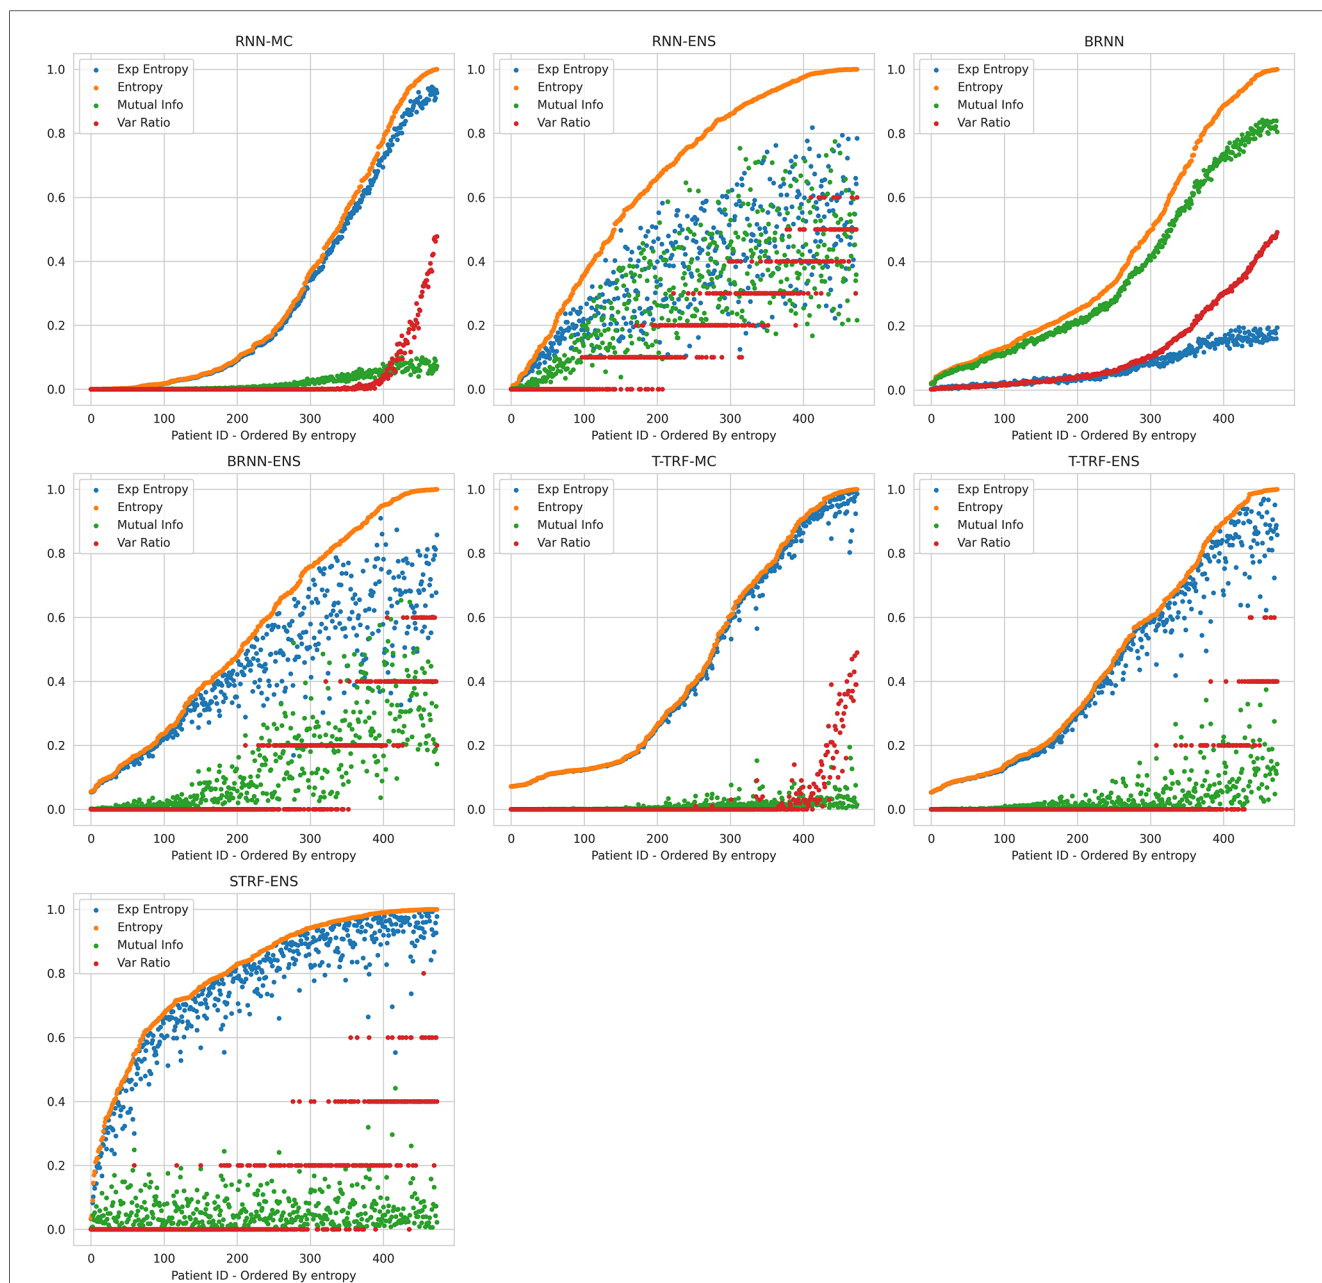 RNN-MC
1.0
0.8
0.6
0.4
0.2
0.0
Exp Entropy
Entropy
Mutual Info
Var Ratio
0 100 200 300 400
Patient ID - Ordered By entropy
RNN-ENS
1.0
0.8
0.6
0.4
0.2
0.0
Exp Entropy
Entropy
Mutual Info
Var Ratio
0 100 200 300 400
Patient ID - Ordered By entropy
BRNN
1.0
0.8
0.6
0.4
0.2
0.0
Exp Entropy
Entropy
Mutual Info
Var Ratio
0 100 200 300 400
Patient ID - Ordered By entropy
BRNN-ENS
1.0
0.8
0.6
0.4
0.2
0.0
Exp Entropy
Entropy
Mutual Info
Var Ratio
0 100 200 300 400
Patient ID - Ordered By entropy
T-TRF-MC
1.0
0.8
0.6
0.4
0.2
0.0
Exp Entropy
Entropy
Mutual Info
Var Ratio
0 100 200 300 400
Patient ID - Ordered By entropy
T-TRF-ENS
1.0
0.8
0.6
0.4
0.2
0.0
Exp Entropy
Entropy
Mutual Info
Var Ratio
0 100 200 300 400
Patient ID - Ordered By entropy
STRF-ENS
1.0
0.8
0.6
0.4
0.2
0.0
Exp Entropy
Entropy
Mutual Info
Var Ratio
0 100 200 300 400
Patient ID - Ordered By entropy